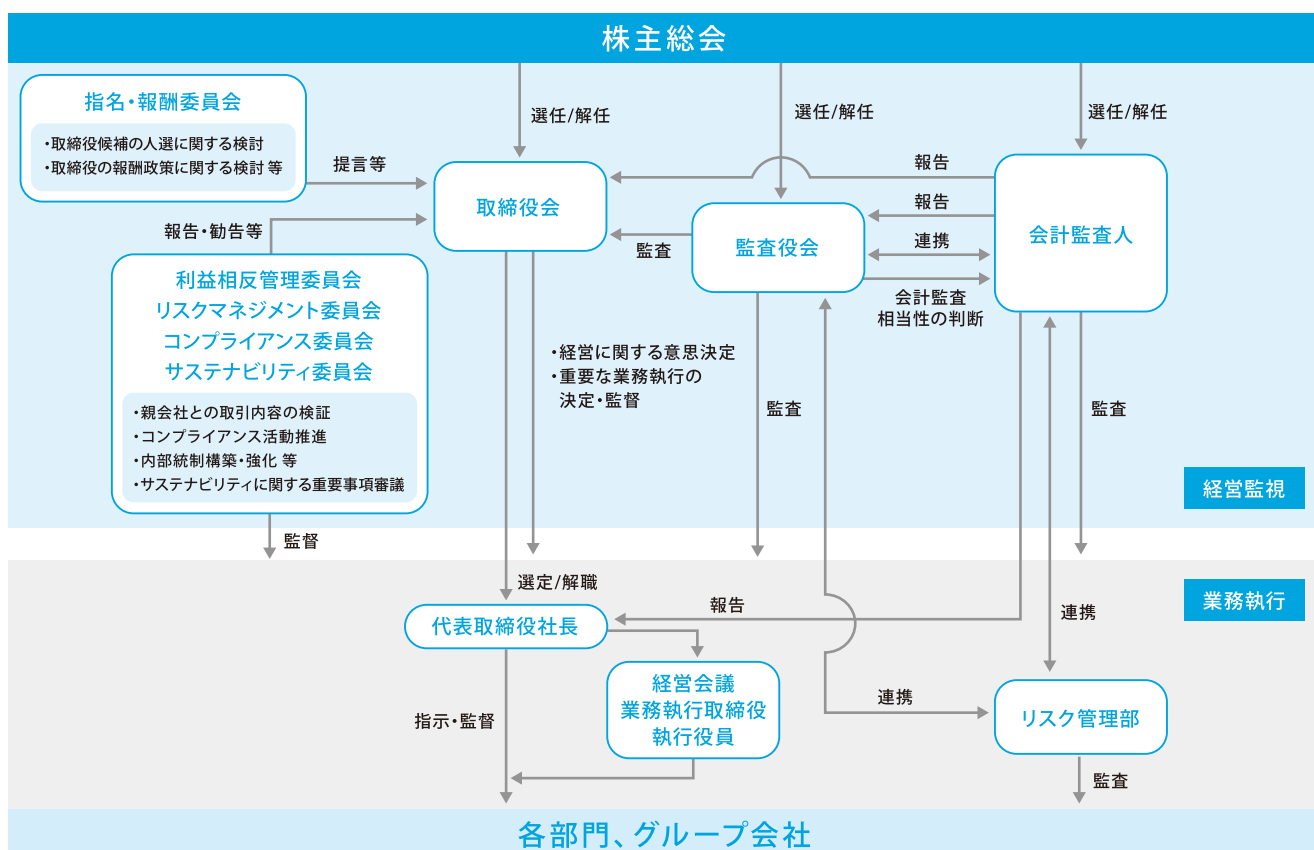 株主総会
指名・報酬委員会
・取締役候補の人選に関する検討
・取締役の報酬政策に関する検討 等
選任/解任
選任/解任
選任/解任
提言等
報告
取締役会
報告
監査役会
会計監査人
報告・勧告等
監査
連携
会計監査
相当性の判断
利益相反管理委員会
リスクマネジメント委員会
コンプライアンス委員会
サステナビリティ委員会
・親会社との取引内容の検証
・コンプライアンス活動推進
・内部統制構築・強化 等
・サステナビリティに関する重要事項審議
・経営に関する意思決定
・重要な業務執行の
決定・監督
監査
監査
経営監視
監督
選定/解職
業務執行
代表取締役社長
報告
連携
経営会議
業務執行取締役
執行役員
連携
リスク管理部
指示・監督
監査
各部門、グループ会社